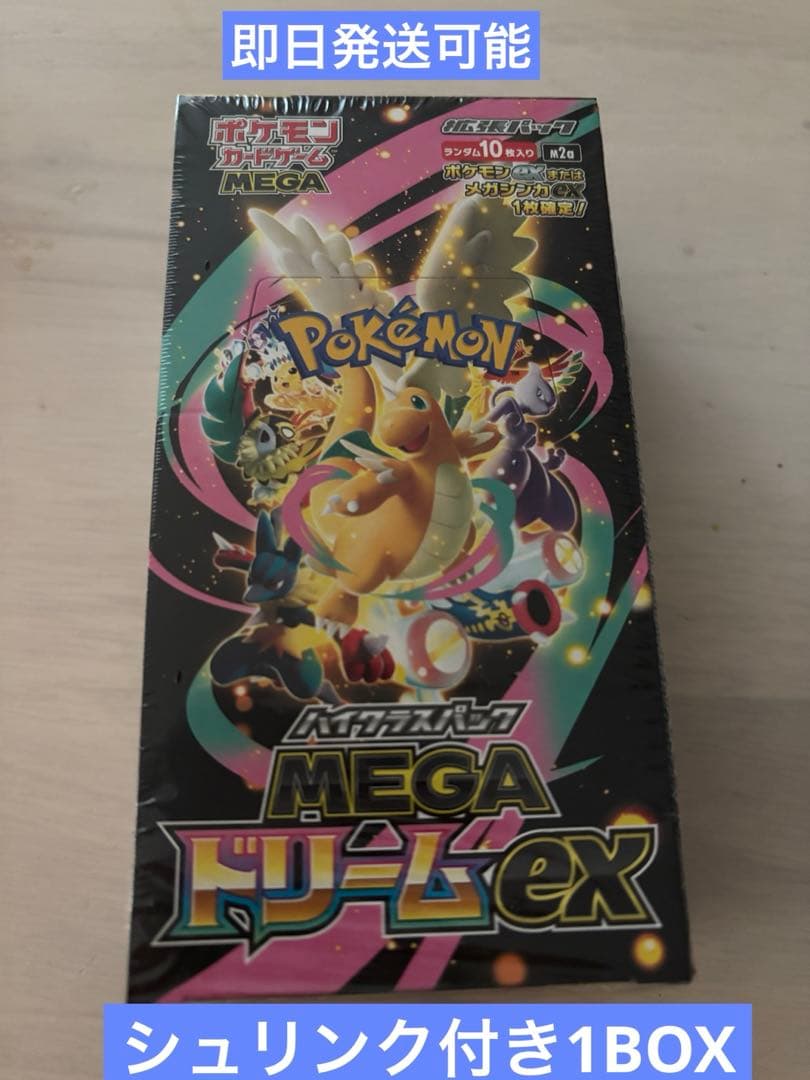 即日発送可能
ポケモン
カードゲーム
MEGA
拡張パック
ランダム10枚入り M2a
ポケモンexまたは
メガシンカex
1枚確定!
POKÉMON
ハイクラスパック
MEGA
ドリームex
シュリンク付き1BOX